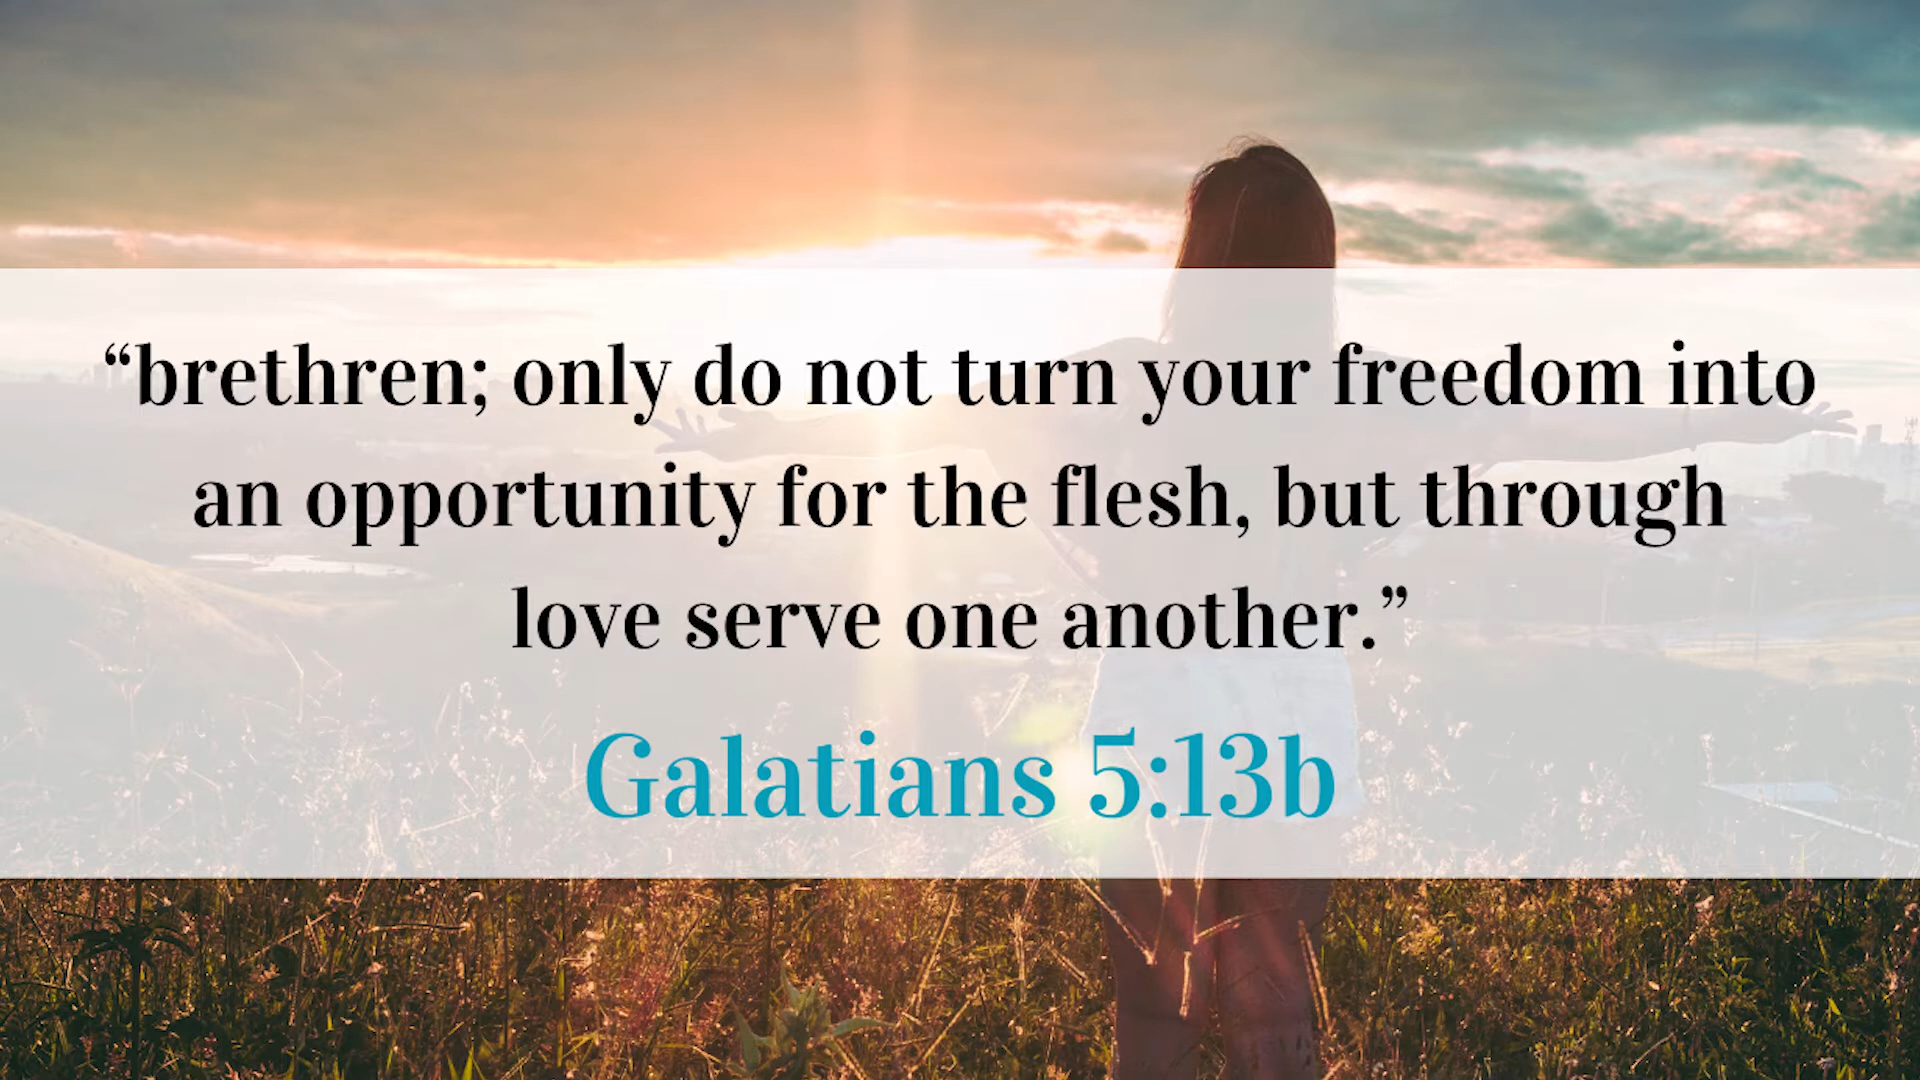 “brethren; only do not turn your freedom into
an opportunity for the flesh, but through
love serve one another.”
Galatians 5:13b